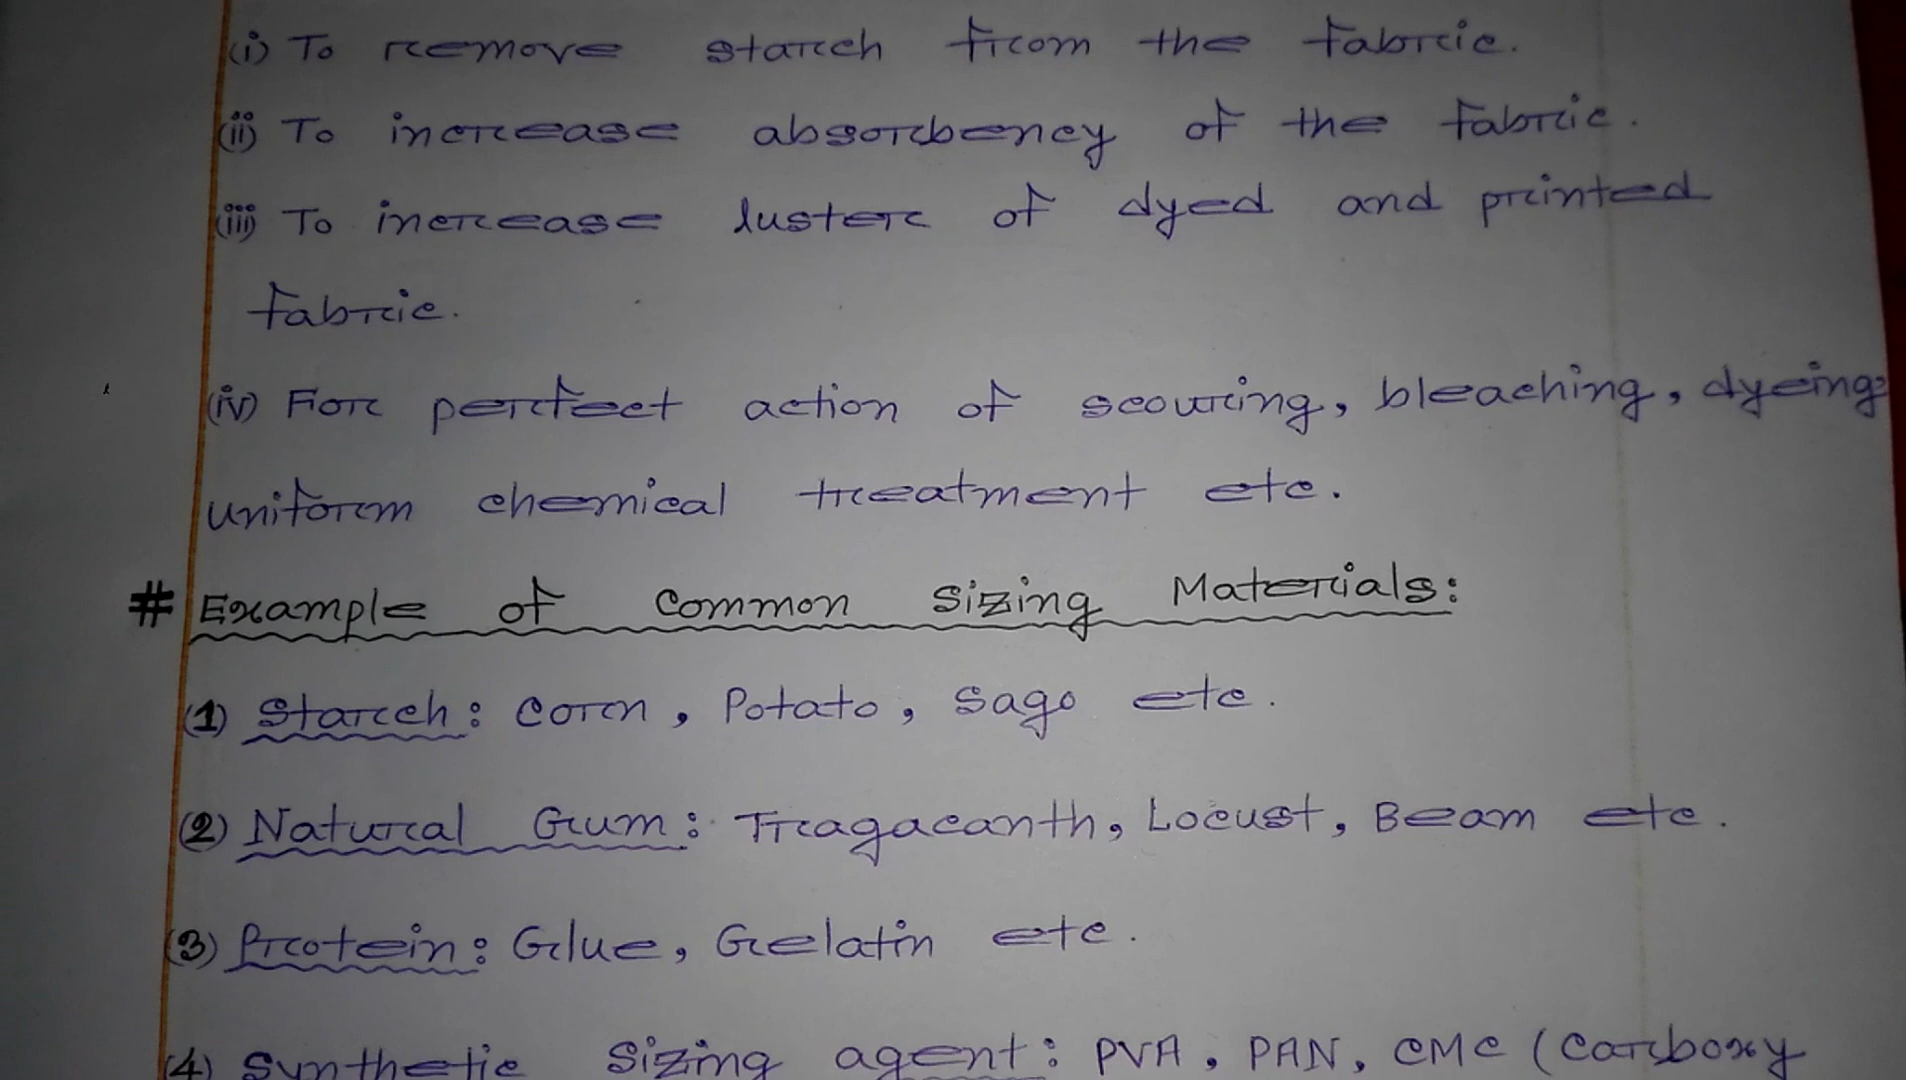 (i) To remove starch from the fabric.
(ii) To increase absorbency of the fabric.
(iii) To increase luster of dyed and printed
fabric.
(iv) For perfect action of scouring, bleaching, dyeing,
uniform chemical treatment etc.
# Example of Common Sizing Materials:
(1) Starch: Corn, Potato, Sago etc.
(2) Natural Gum: Tragacanth, Locust, Beam etc.
(3) Protein: Glue, Gelatin etc.
(4) Synthetic Sizing agent: PVA, PAN, CMC (Carboxy